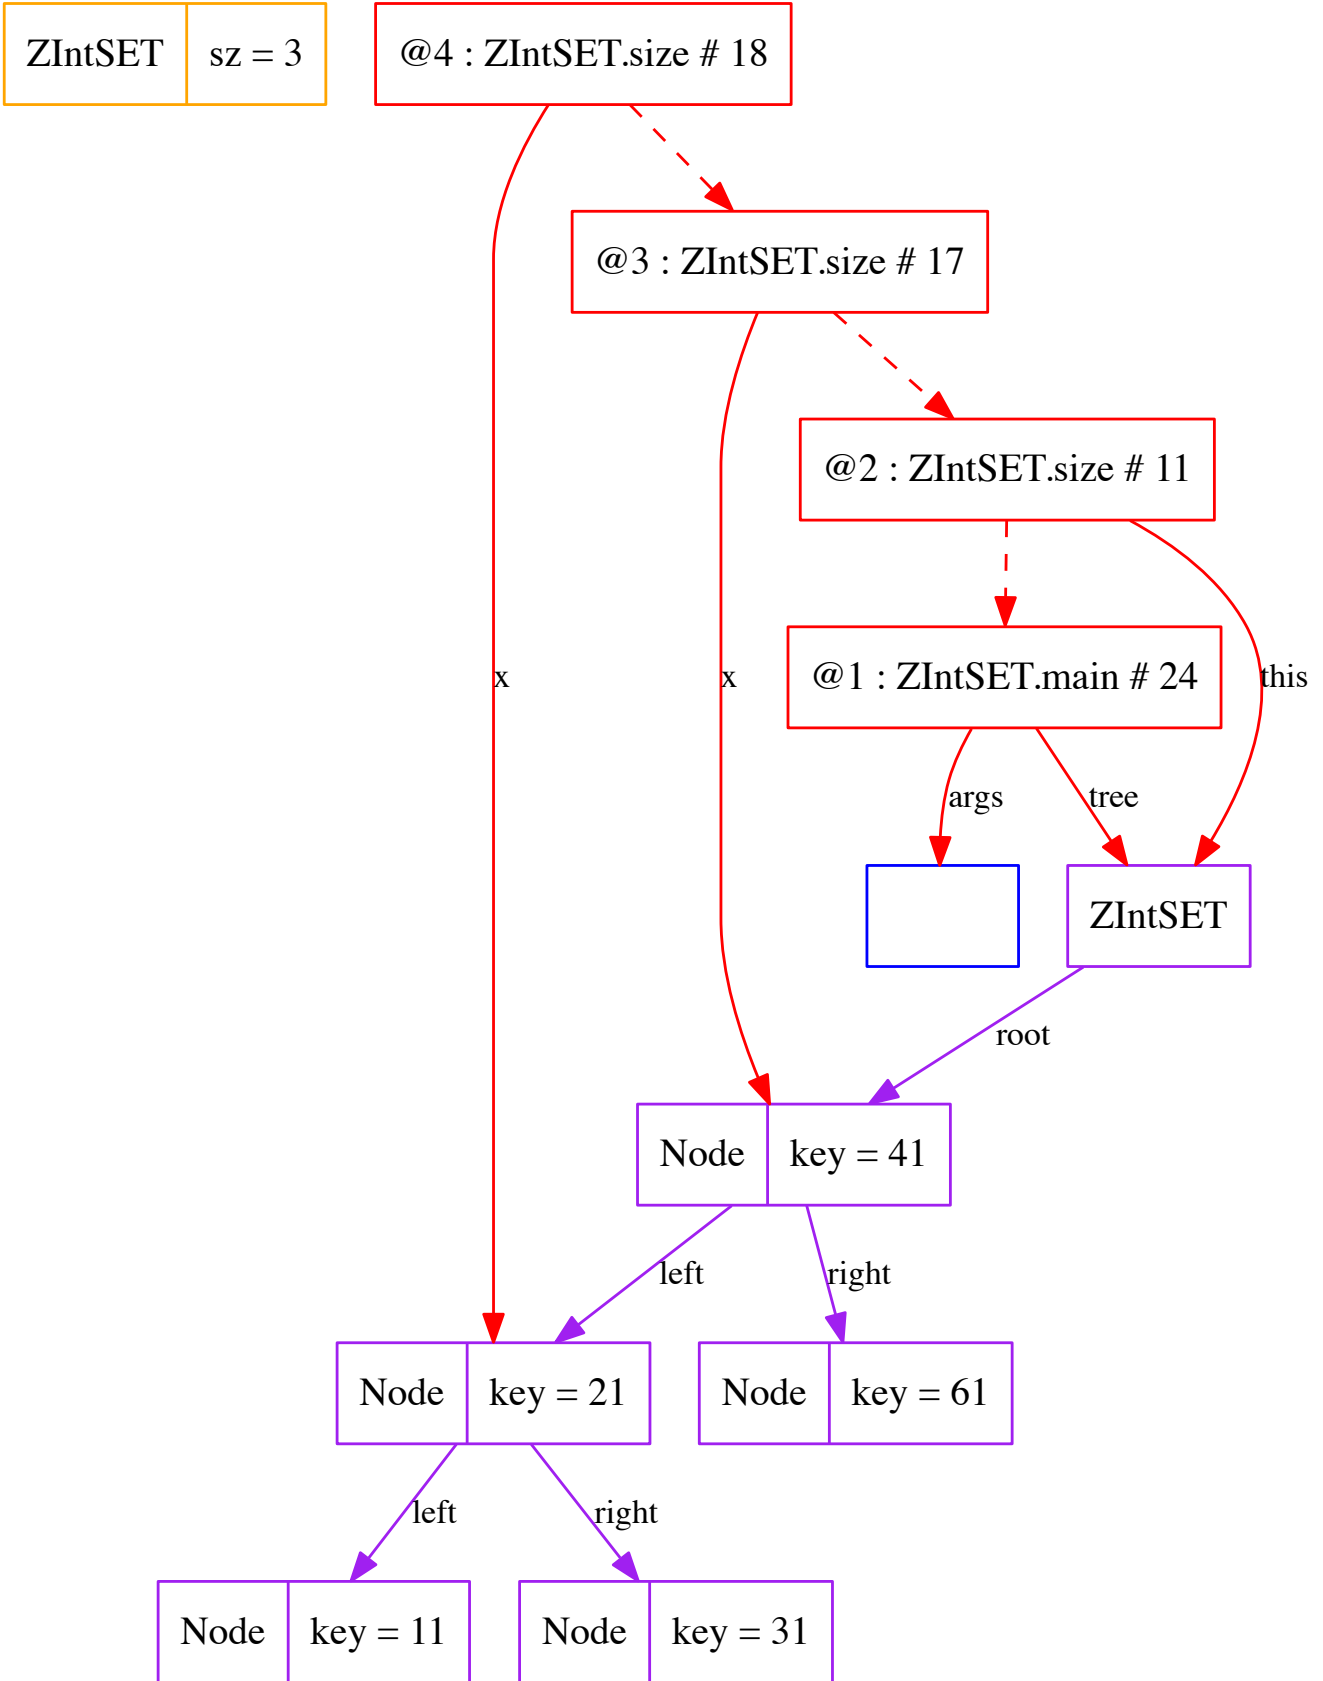 ZIntSET sz = 3 @4 : ZIntSET.size # 18
@3 : ZIntSET.size # 17
@2 : ZIntSET.size # 11
x x @1 : ZIntSET.main # 24 this
args tree
ZIntSET
root
Node key = 41
left right
Node key = 21 Node key = 61
left right
Node key = 11 Node key = 31